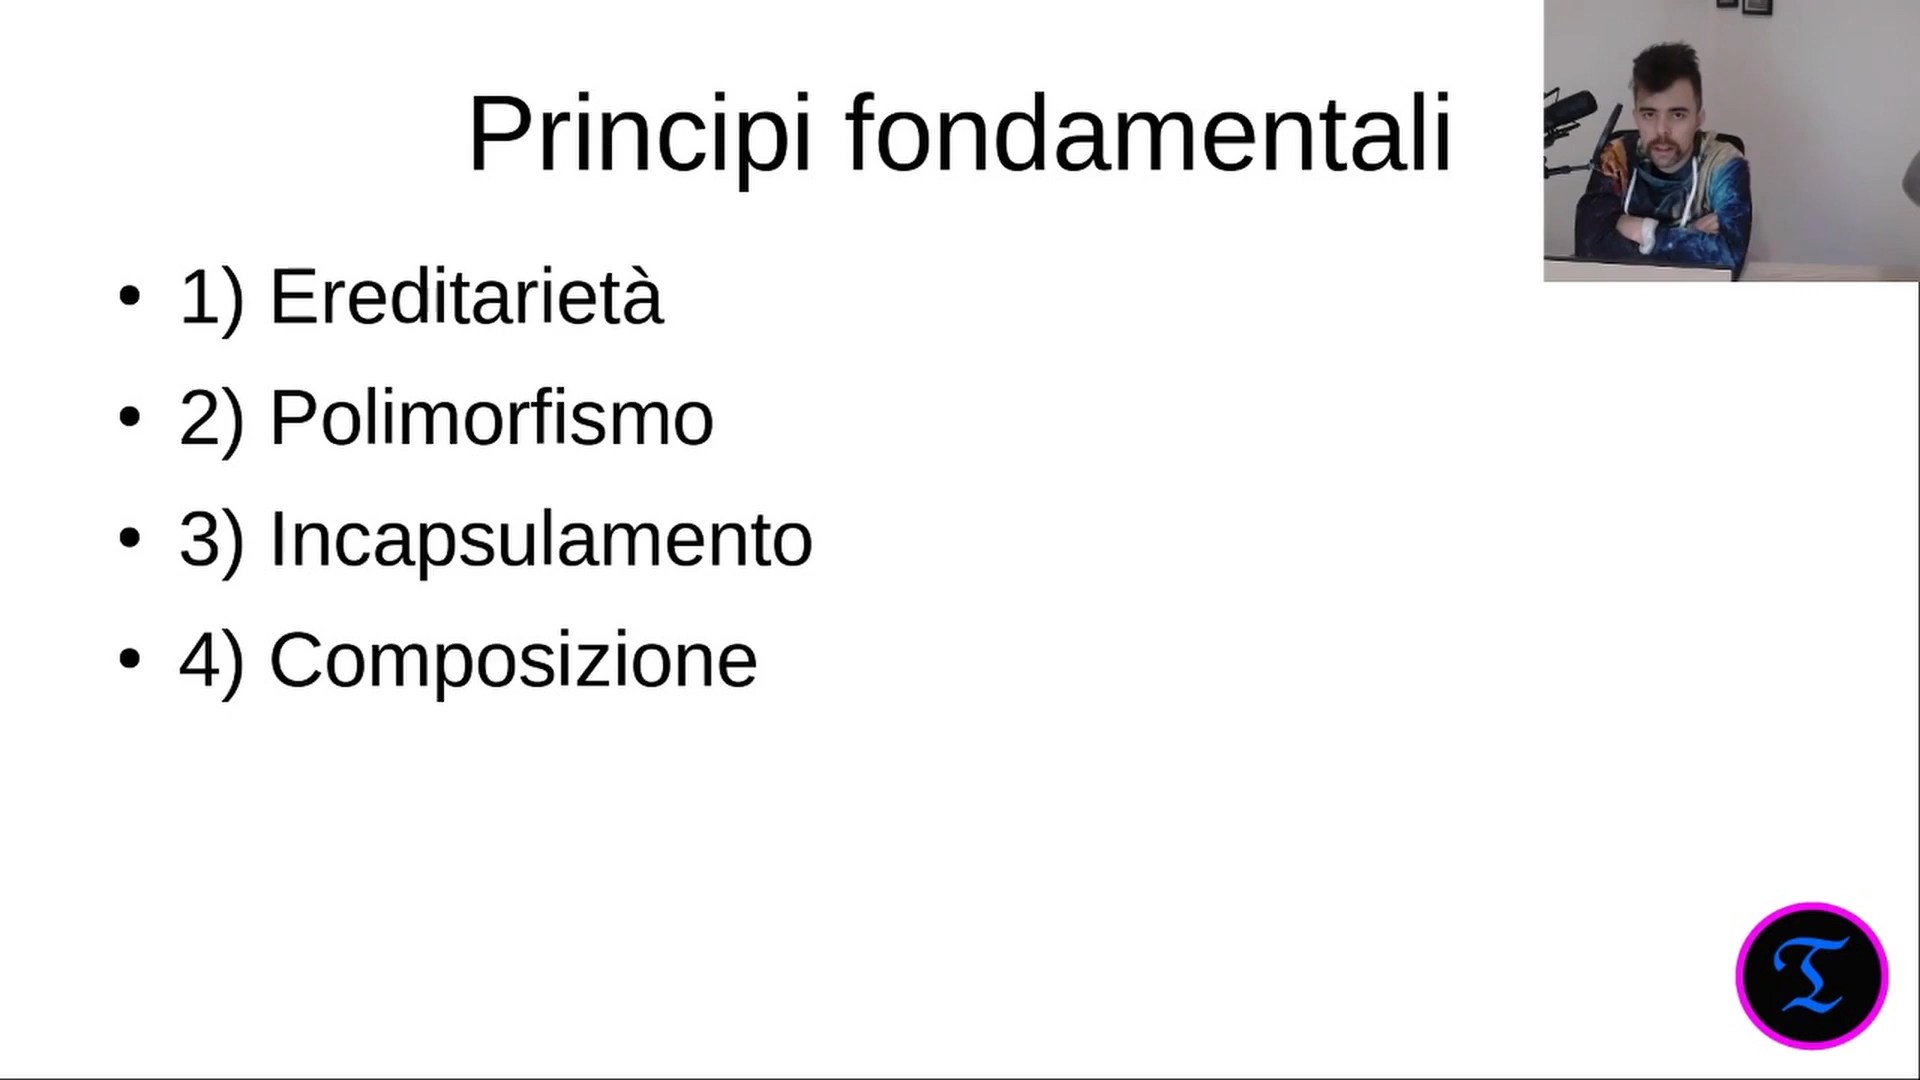 Principi fondamentali
• 1) Ereditarietà
• 2) Polimorfismo
• 3) Incapsulamento
• 4) Composizione